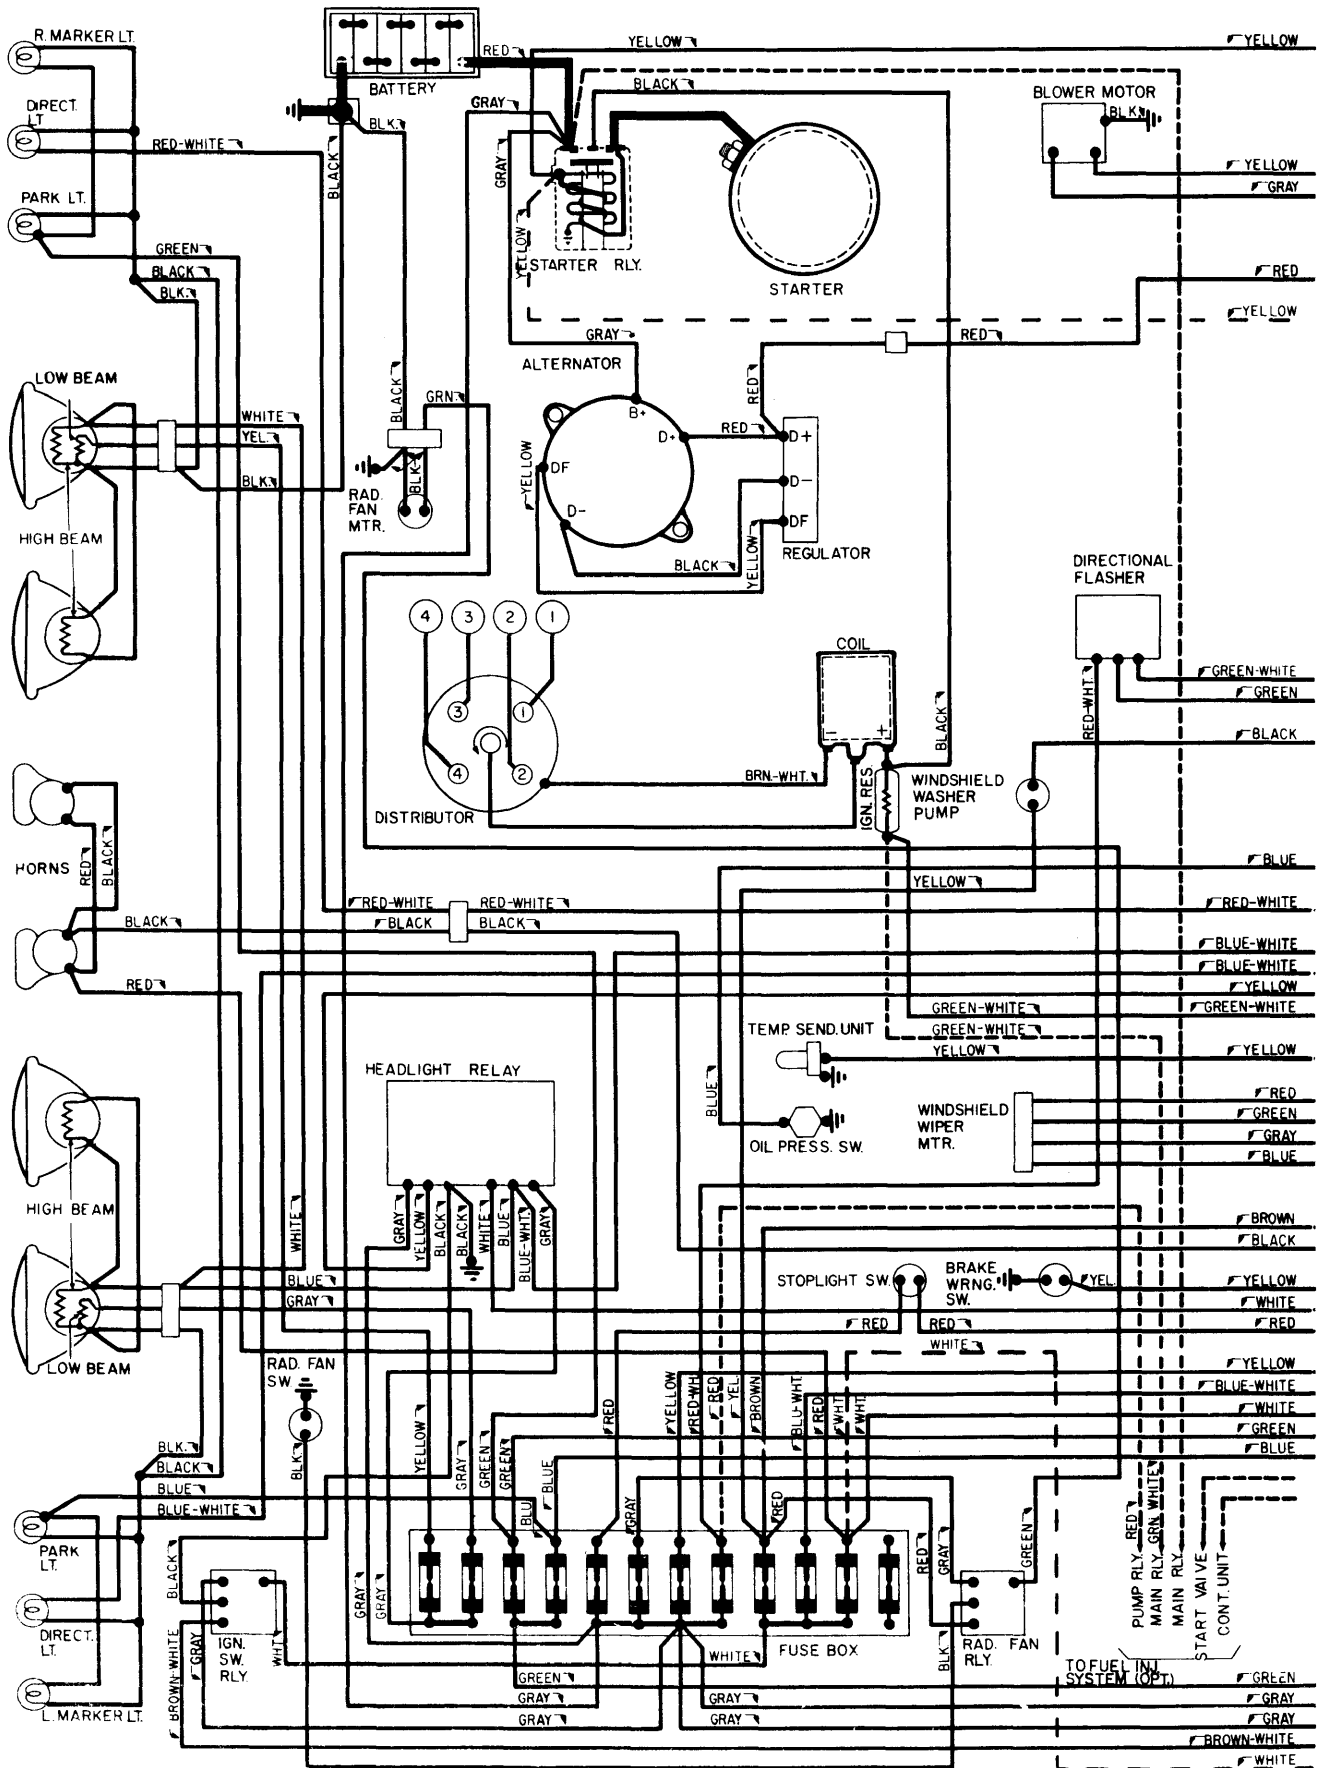 R. MARKER LT.
DIRECT.
LT
RED-WHITE
PARK LT.
GREEN
BLACK
BLK.
BATTERY
RED
BLK.
BLACK
GRAY
GRAY
YELLOW
BLACK
YELLOW
STARTER RLY.
STARTER
YELLOW
BLOWER MOTOR
BLK.
YELLOW
GRAY
RED
YELLOW
LOW BEAM
WHITE
YEL.
BLK.
HIGH BEAM
BLACK
GRN
BLK
RAD.
FAN
MTR.
GRAY
ALTERNATOR
B+
D+
DF
D-
YELLOW
RED
RED
RED
D+
D-
DF
BLACK
YELLOW
REGULATOR
DIRECTIONAL
FLASHER
RED-WHT.
GREEN-WHITE
GREEN
BLACK
4
3
2
1
3
1
4
2
DISTRIBUTOR
COIL
-
+
BRN.-WHT.
IGN. RES.
BLACK
WINDSHIELD
WASHER
PUMP
HORNS
RED
BLACK
BLACK
RED
RED-WHITE
RED-WHITE
BLACK
BLACK
YELLOW
BLUE
RED-WHITE
BLUE-WHITE
BLUE-WHITE
YELLOW
GREEN-WHITE
GREEN-WHITE
GREEN-WHITE
TEMP. SEND. UNIT
YELLOW
YELLOW
BLUE
OIL PRESS. SW.
WINDSHIELD
WIPER
MTR.
RED
GREEN
GRAY
BLUE
HEADLIGHT RELAY
GRAY
YELLOW
BLACK
BLACK
WHITE
BLUE
BLUE-WHT.
GRAY
BROWN
BLACK
HIGH BEAM
WHITE
BLUE
GRAY
LOW BEAM
STOPLIGHT SW.
BRAKE
WRNG.
SW.
YEL.
YELLOW
WHITE
RED
RED
RED
WHITE
RAD. FAN
SW.
BLK
YELLOW
BLUE-WHITE
WHITE
GREEN
BLUE
YELLOW
GRAY
GREEN
GREEN
BLU
BLUE
RED
GRAY
YELLOW
RED-WH
RED
YEL.
BROWN
RED
BLU-WHT.
RED
WHT.
WHT.
BLK.
BLACK
BLUE
BLUE-WHITE
PARK
LT.
DIRECT.
LT.
L. MARKER LT.
BLACK
GRAY
BROWN-WHITE
IGN.
SW.
RLY.
WHT
GRAY
GRAY
FUSE BOX
WHITE
GREEN
GRAY
GRAY
GRAY
GRAY
RED
GRAY
GREEN
BLK
RAD. FAN
RLY.
RED
GRN. WHITE
PUMP RLY.
MAIN RLY.
MAIN RLY.
START VALVE
CONT. UNIT
TO FUEL INJ.
SYSTEM (OPT.)
GREEN
GRAY
GRAY
BROWN-WHITE
WHITE